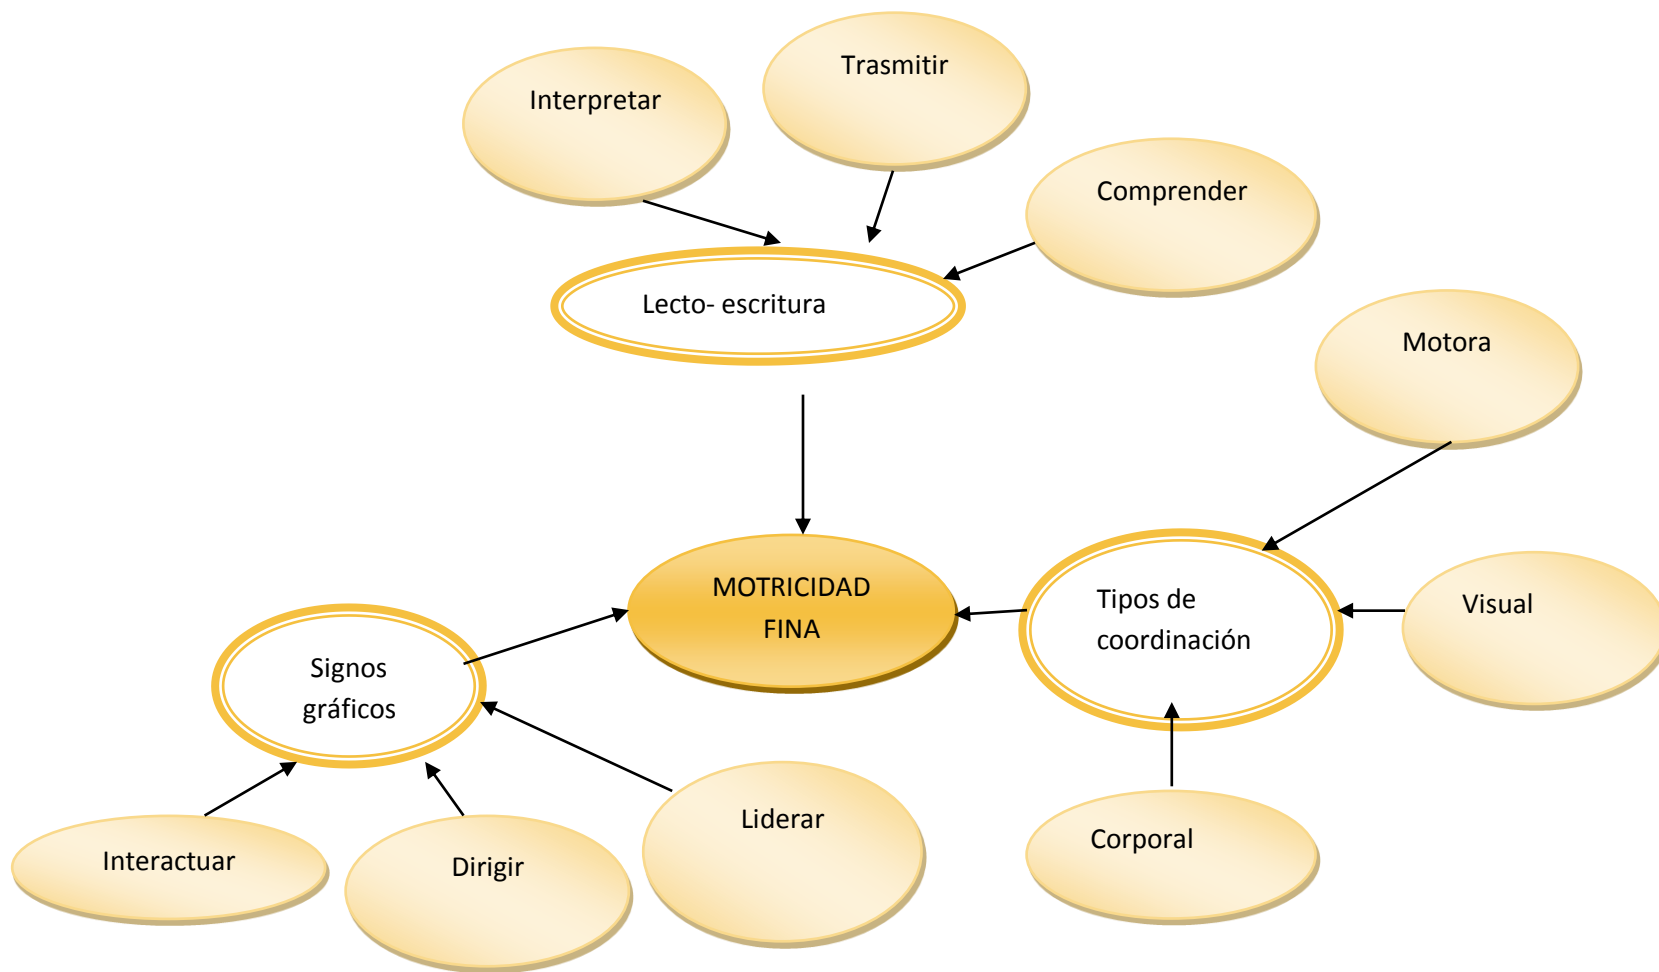 Trasmitir
Interpretar
Comprender
Lecto- escritura
Motora
MOTRICIDAD
FINA
Tipos de
coordinación
Visual
Signos
gráficos
Liderar
Corporal
Interactuar
Dirigir